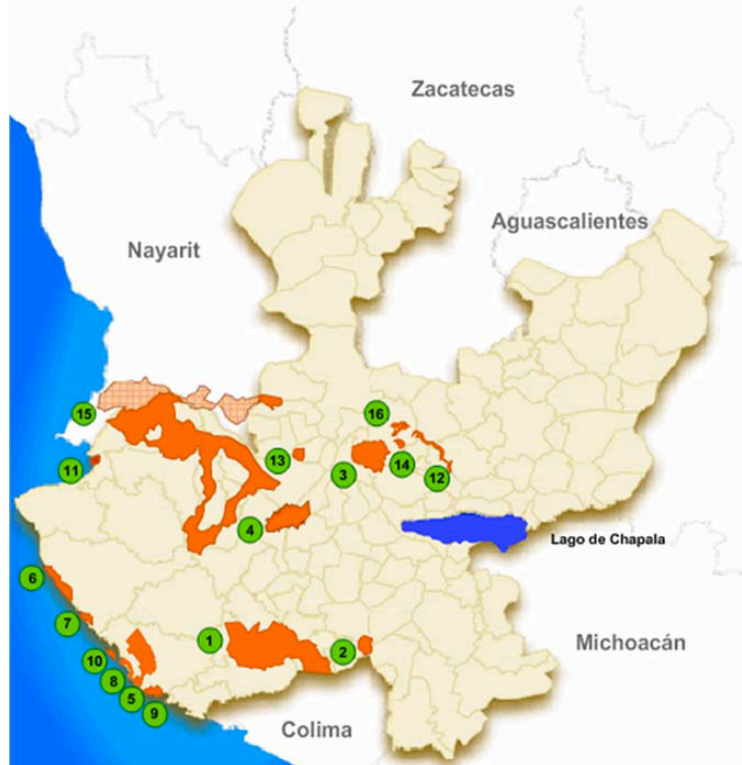 Zacatecas
Aguascalientes
Nayarit
15
16
11
13
3
14
12
4
Lago de Chapala
6
7
1
2
Michoacán
10
8
5
9
Colima